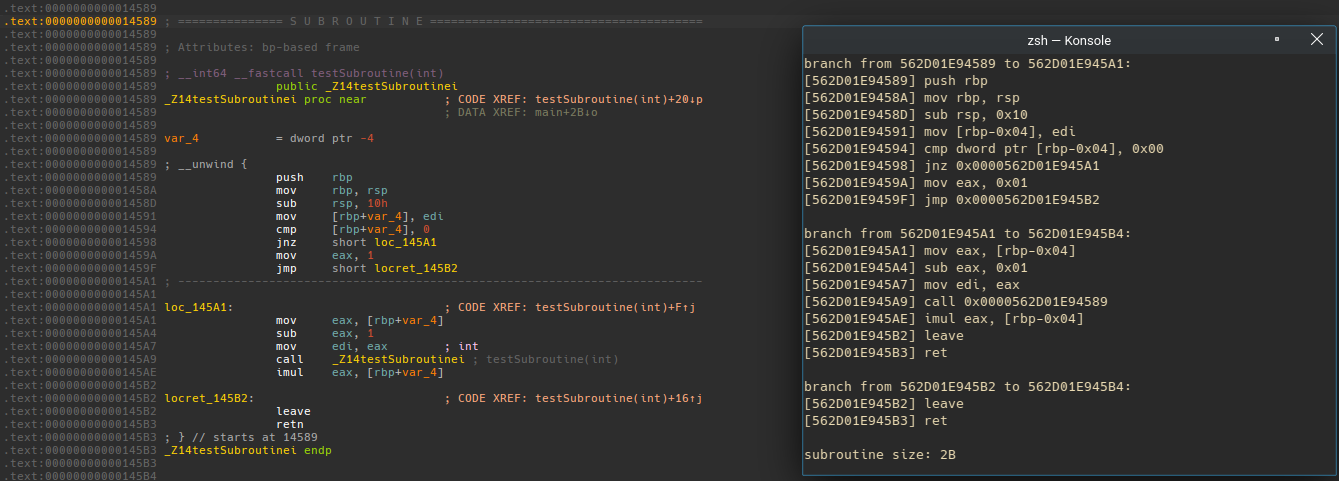 .text:0000000000014589
.text:0000000000014589 ; =============== S U B R O U T I N E =======================================
.text:0000000000014589
.text:0000000000014589 ; Attributes: bp-based frame
.text:0000000000014589
.text:0000000000014589 ; __int64 __fastcall testSubroutine(int)
.text:0000000000014589 public _Z14testSubroutinei
.text:0000000000014589 _Z14testSubroutinei proc near ; CODE XREF: testSubroutine(int)+20↓p
.text:0000000000014589 ; DATA XREF: main+2B↓o
.text:0000000000014589
.text:0000000000014589 var_4 = dword ptr -4
.text:0000000000014589
.text:0000000000014589 ; __unwind {
.text:0000000000014589 push rbp
.text:000000000001458A mov rbp, rsp
.text:000000000001458D sub rsp, 10h
.text:0000000000014591 mov [rbp+var_4], edi
.text:0000000000014594 cmp [rbp+var_4], 0
.text:0000000000014598 jnz short loc_145A1
.text:000000000001459A mov eax, 1
.text:000000000001459F jmp short locret_145B2
.text:00000000000145A1 ; ---------------------------------------------------------------------------
.text:00000000000145A1
.text:00000000000145A1 loc_145A1: ; CODE XREF: testSubroutine(int)+F↑j
.text:00000000000145A1 mov eax, [rbp+var_4]
.text:00000000000145A4 sub eax, 1
.text:00000000000145A7 mov edi, eax ; int
.text:00000000000145A9 call _Z14testSubroutinei ; testSubroutine(int)
.text:00000000000145AE imul eax, [rbp+var_4]
.text:00000000000145B2
.text:00000000000145B2 locret_145B2: ; CODE XREF: testSubroutine(int)+16↑j
.text:00000000000145B2 leave
.text:00000000000145B3 retn
.text:00000000000145B3 ; } // starts at 14589
.text:00000000000145B3 _Z14testSubroutinei endp
.text:00000000000145B3
.text:00000000000145B4
zsh — Konsole
branch from 562D01E94589 to 562D01E945A1:
[562D01E94589] push rbp
[562D01E9458A] mov rbp, rsp
[562D01E9458D] sub rsp, 0x10
[562D01E94591] mov [rbp-0x04], edi
[562D01E94594] cmp dword ptr [rbp-0x04], 0x00
[562D01E94598] jnz 0x0000562D01E945A1
[562D01E9459A] mov eax, 0x01
[562D01E9459F] jmp 0x0000562D01E945B2
branch from 562D01E945A1 to 562D01E945B4:
[562D01E945A1] mov eax, [rbp-0x04]
[562D01E945A4] sub eax, 0x01
[562D01E945A7] mov edi, eax
[562D01E945A9] call 0x0000562D01E94589
[562D01E945AE] imul eax, [rbp-0x04]
[562D01E945B2] leave
[562D01E945B3] ret
branch from 562D01E945B2 to 562D01E945B4:
[562D01E945B2] leave
[562D01E945B3] ret
subroutine size: 2B